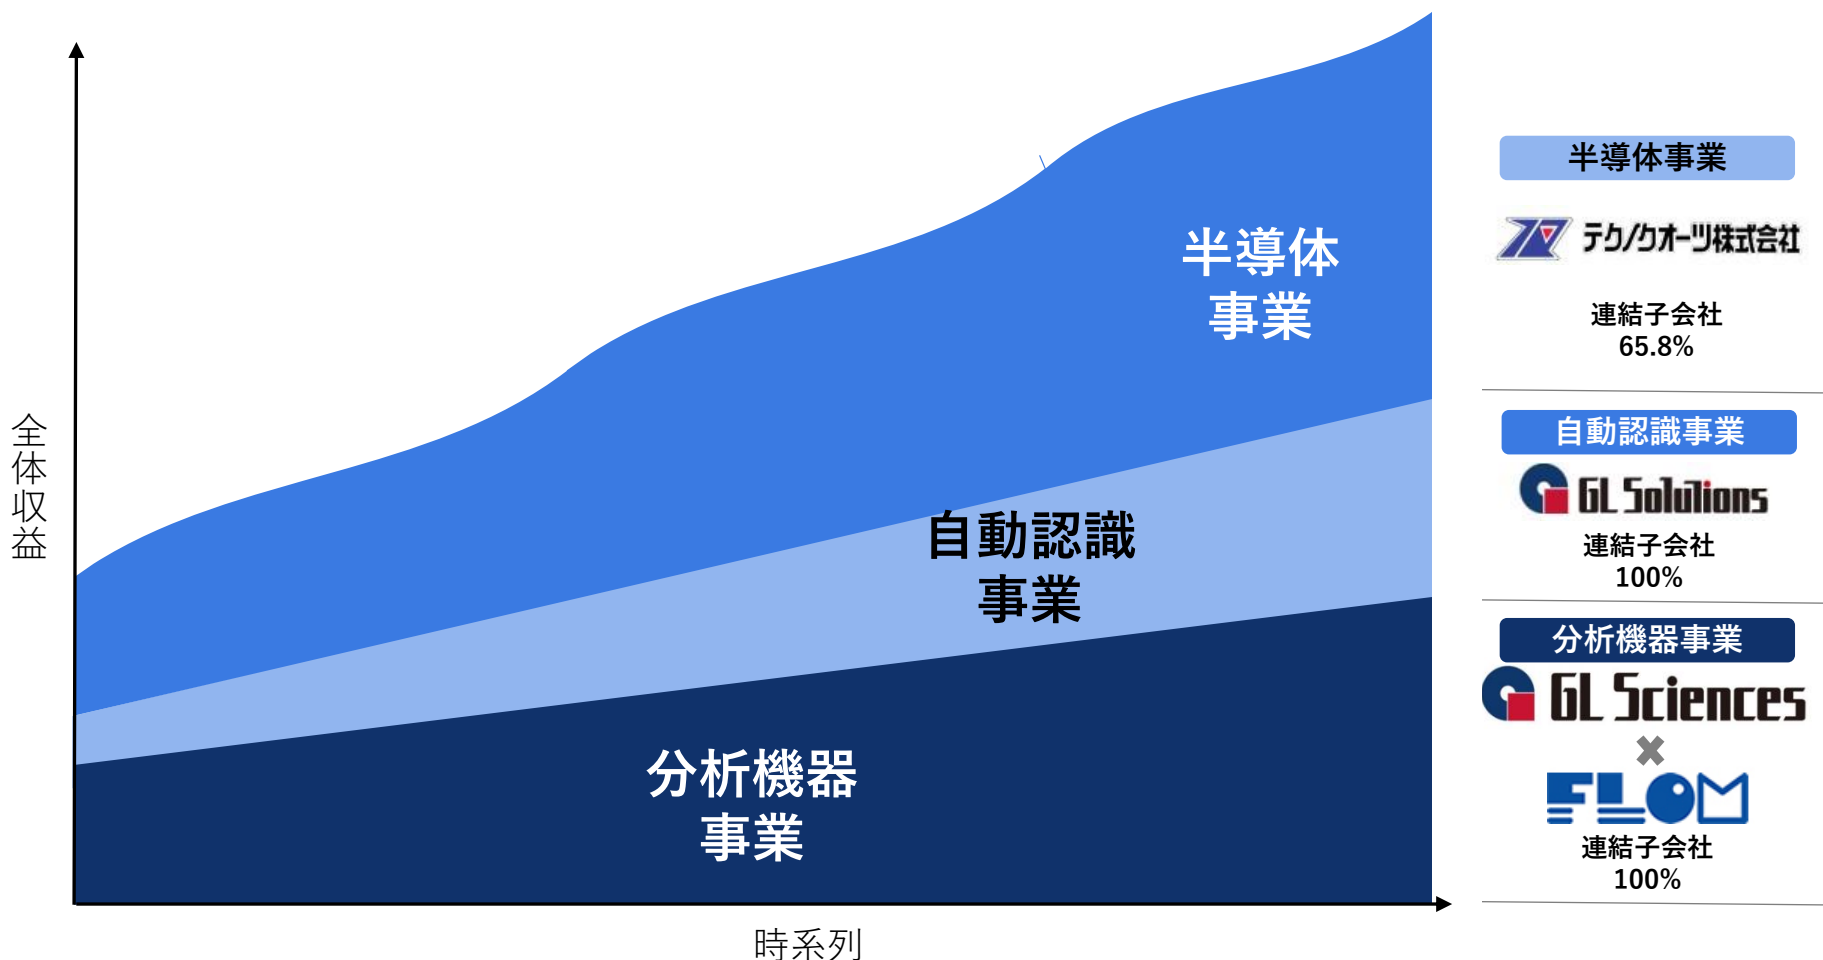 全体収益
半導体
事業
自動認識
事業
分析機器
事業
時系列
半導体事業
テクノクオーツ株式会社
連結子会社
65.8%
自動認識事業
GL Solutions
連結子会社
100%
分析機器事業
GL Sciences
FLOM
連結子会社
100%